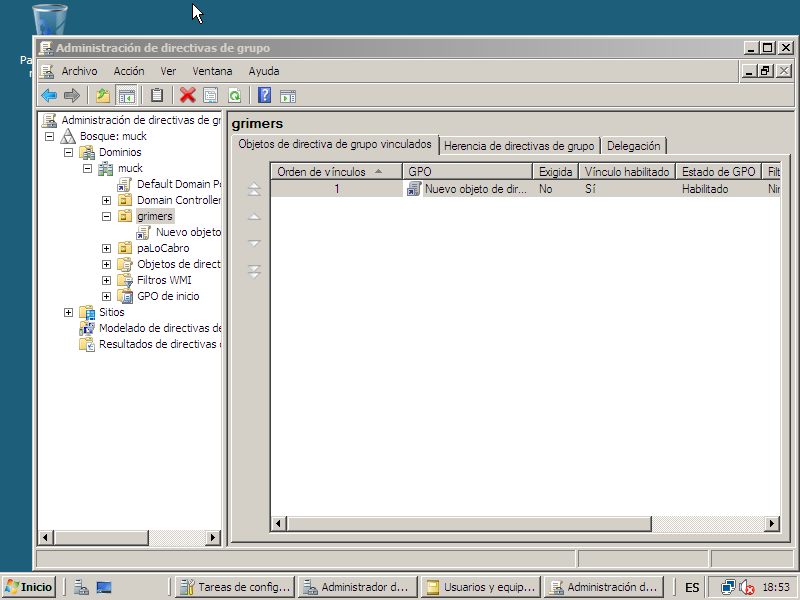 Administración de directivas de grupo
Archivo Acción Ver Ventana Ayuda
Administración de directivas de gr
Bosque: muck
Dominios
muck
Default Domain Po
Domain Controller
grimers
Nuevo objeto
paLoCabro
Objetos de direct
Filtros WMI
GPO de inicio
Sitios
Modelado de directivas de
Resultados de directivas
grimers
Objetos de directiva de grupo vinculados Herencia de directivas de grupo Delegación
Orden de vínculos GPO Exigida Vínculo habilitado Estado de GPO Filt
1 Nuevo objeto de dir... No Sí Habilitado Nin
Inicio Tareas de config... Administrador d... Usuarios y equip... Administración d... ES 18:53